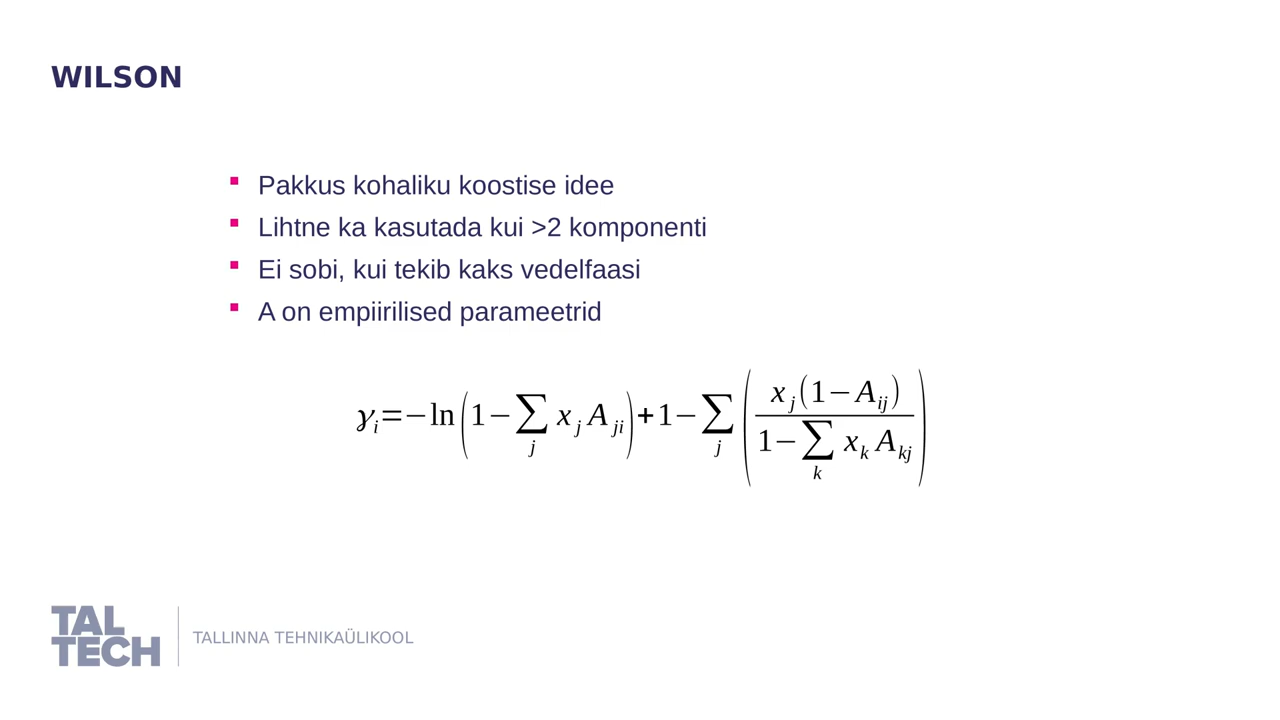 WILSON
Pakkus kohaliku koostise idee
Lihtne ka kasutada kui >2 komponenti
Ei sobi, kui tekib kaks vedelfaasi
A on empiirilised parameetrid
γ_i=−ln(1−∑_j x_j A_ji)+1−∑_j (x_j(1−A_ij) / (1−∑_k x_k A_kj))
TAL
TECH
TALLINNA TEHNIKAÜLIKOOL